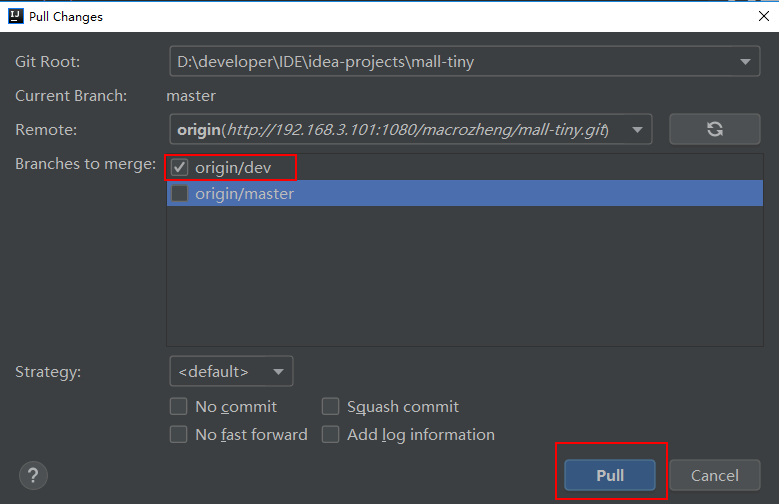 IJ Pull Changes
Git Root: D:\developer\IDE\idea-projects\mall-tiny
Current Branch: master
Remote: origin(http://192.168.3.101:1080/macrozheng/mall-tiny.git)
Branches to merge: origin/dev
origin/master
Strategy: <default>
No commit Squash commit
No fast forward Add log information
? Pull Cancel